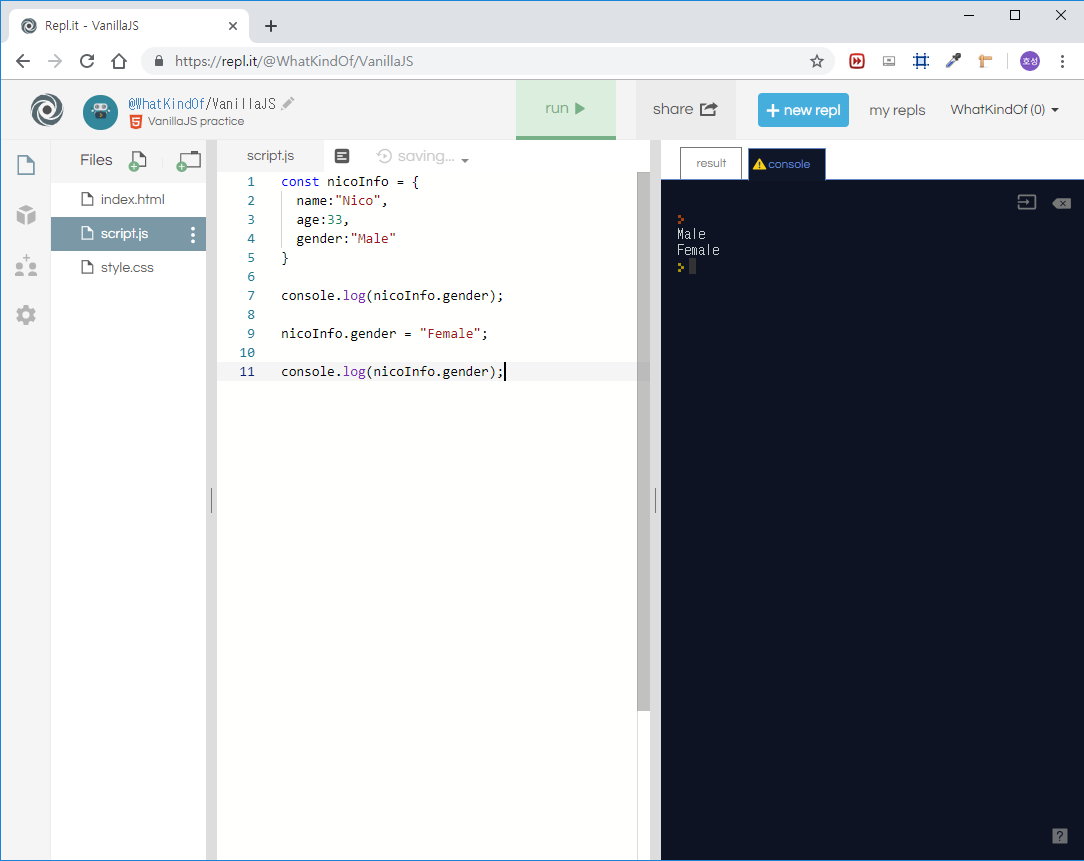 Repl.it - VanillaJS
https://repl.it/@WhatKindOf/VanillaJS
호성
@WhatKindOf/VanillaJS
VanillaJS practice
run
share
+ new repl
my repls
WhatKindOf (0)
Files
index.html
script.js
style.css
script.js
saving...
1 const nicoInfo = {
2 name:"Nico",
3 age:33,
4 gender:"Male"
5 }
6
7 console.log(nicoInfo.gender);
8
9 nicoInfo.gender = "Female";
10
11 console.log(nicoInfo.gender);
result
console
Male
Female
?